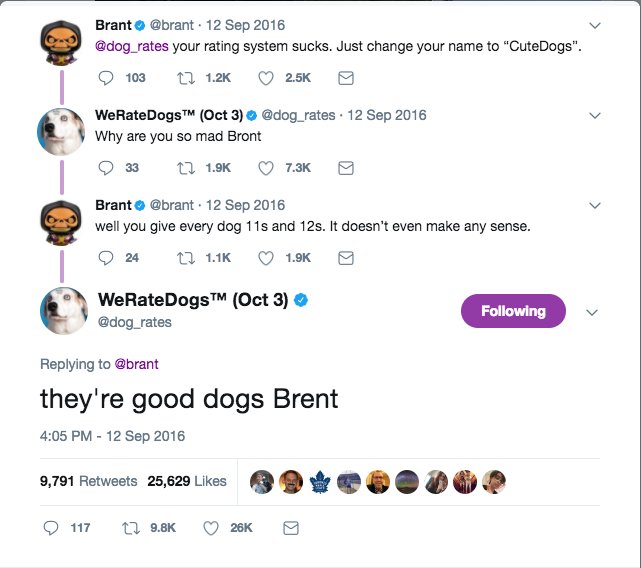 Brant @brant · 12 Sep 2016
@dog_rates your rating system sucks. Just change your name to “CuteDogs”.
103 1.2K 2.5K
WeRateDogs™ (Oct 3) @dog_rates · 12 Sep 2016
Why are you so mad Bront
33 1.9K 7.3K
Brant @brant · 12 Sep 2016
well you give every dog 11s and 12s. It doesn’t even make any sense.
24 1.1K 1.9K
WeRateDogs™ (Oct 3)
@dog_rates
Following
Replying to @brant
they're good dogs Brent
4:05 PM - 12 Sep 2016
9,791 Retweets 25,629 Likes
117 9.8K 26K